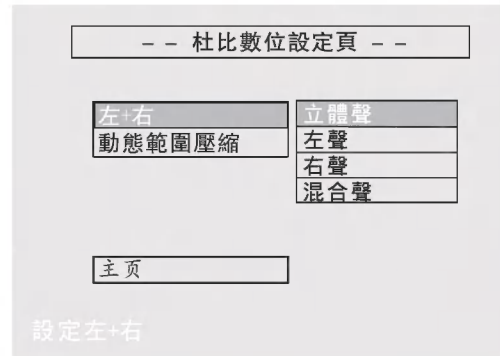 －－ 杜比數位設定頁 －－
左+右
動態範圍壓縮
立體聲
左聲
右聲
混合聲
主页
設定左+右